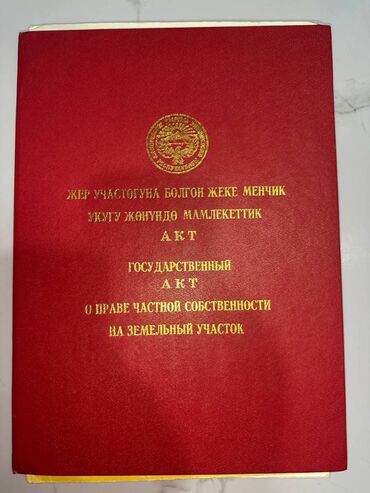 ЖЕР УЧАСТОГУНА БОЛГОН ЖЕКЕ МЕНЧИК
УКУГУ ЖӨНҮНДӨ МАМЛЕКЕТТИК
АКТ
ГОСУДАРСТВЕННЫЙ
АКТ
О ПРАВЕ ЧАСТНОЙ СОБСТВЕННОСТИ
НА ЗЕМЕЛЬНЫЙ УЧАСТОК